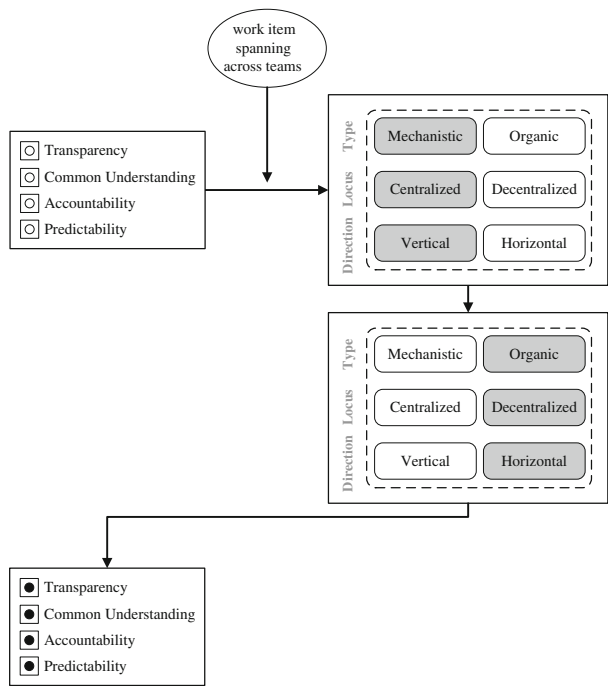 work item
spanning
across teams
Transparency
Common Understanding
Accountability
Predictability
Type
Mechanistic
Organic
Locus
Centralized
Decentralized
Direction
Vertical
Horizontal
Type
Mechanistic
Organic
Locus
Centralized
Decentralized
Direction
Vertical
Horizontal
Transparency
Common Understanding
Accountability
Predictability